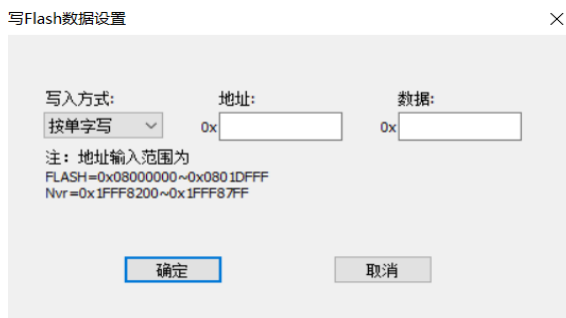 写Flash数据设置
写入方式: 地址: 数据:
按单字写 0x 0x
注：地址输入范围为
FLASH=0x08000000~0x0801DFFF
Nvr=0x1FFF8200~0x1FFF87FF
确定 取消